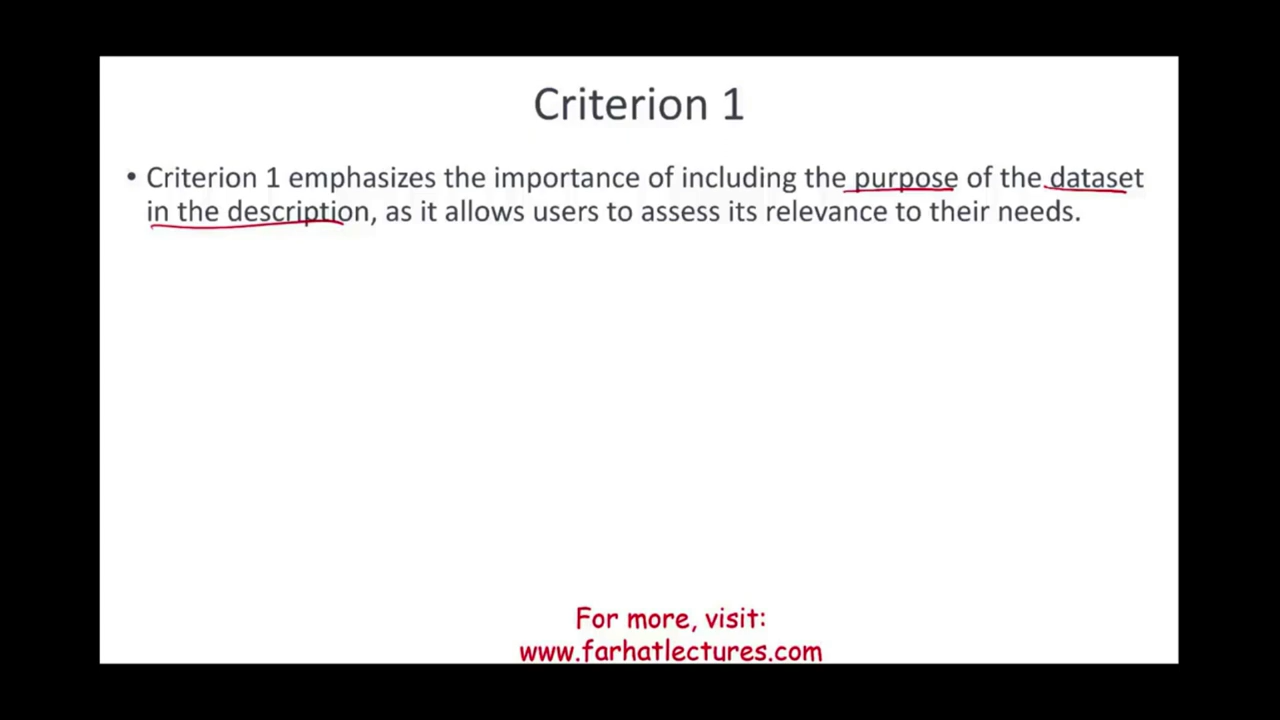 Criterion 1
• Criterion 1 emphasizes the importance of including the purpose of the dataset
in the description, as it allows users to assess its relevance to their needs.
For more, visit:
www.farhatlectures.com